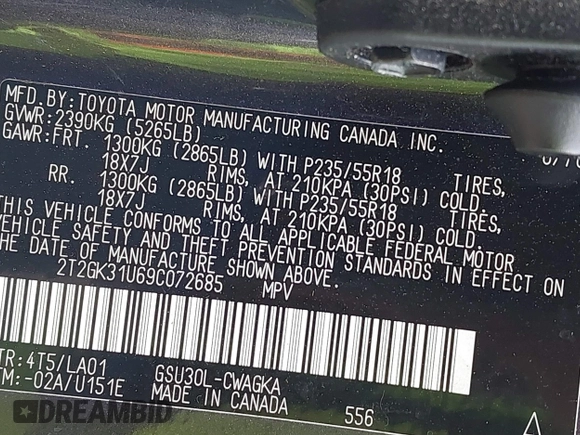 MFD.BY:TOYOTA MOTOR MANUFACTURING CANADA INC.
GVWR:2390KG (5265LB)
GAWR:FRT. 1300KG (2865LB) WITH P235/55R18 TIRES,
18X7J RIMS, AT 210KPA (30PSI) COLD
RR. 1300KG (2865LB) WITH P235/55R18 TIRES,
18X7J RIMS, AT 210KPA (30PSI) COLD.
THIS VEHICLE CONFORMS TO ALL APPLICABLE FEDERAL MOTOR
VEHICLE SAFETY AND THEFT PREVENTION STANDARDS IN EFFECT ON
THE DATE OF MANUFACTURE SHOWN ABOVE.
2T2GK31U69C072685 MPV
TR:4T5/LA01 GSU30L-CWAGKA
TM:-02A/U151E MADE IN CANADA 556
DREAMBID